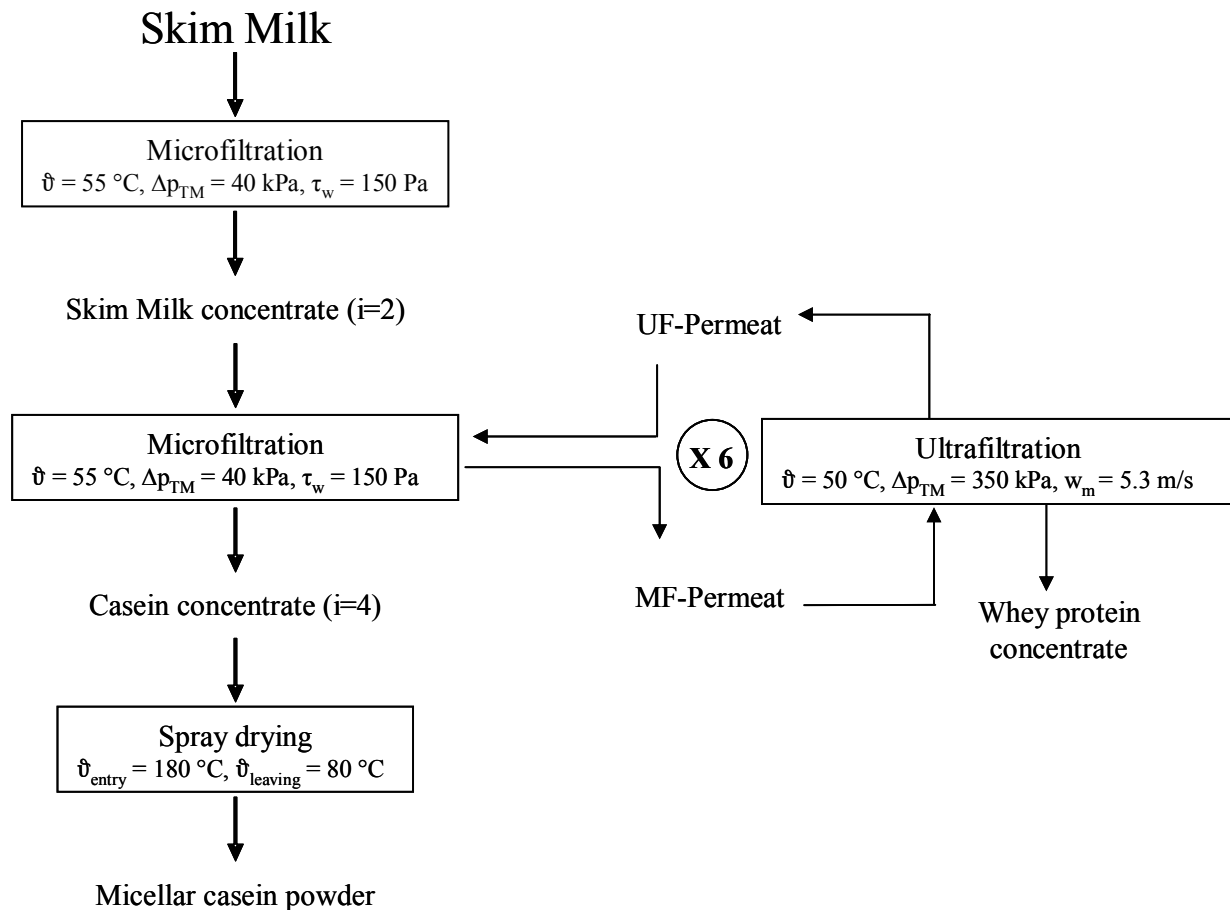 Skim Milk
Microfiltration
ϑ = 55 °C, Δp_TM = 40 kPa, τ_w = 150 Pa
Skim Milk concentrate (i=2)
UF-Permeat
Microfiltration
ϑ = 55 °C, Δp_TM = 40 kPa, τ_w = 150 Pa
X 6
Ultrafiltration
ϑ = 50 °C, Δp_TM = 350 kPa, w_m = 5.3 m/s
Casein concentrate (i=4)
MF-Permeat
Whey protein
concentrate
Spray drying
ϑ_entry = 180 °C, ϑ_leaving = 80 °C
Micellar casein powder